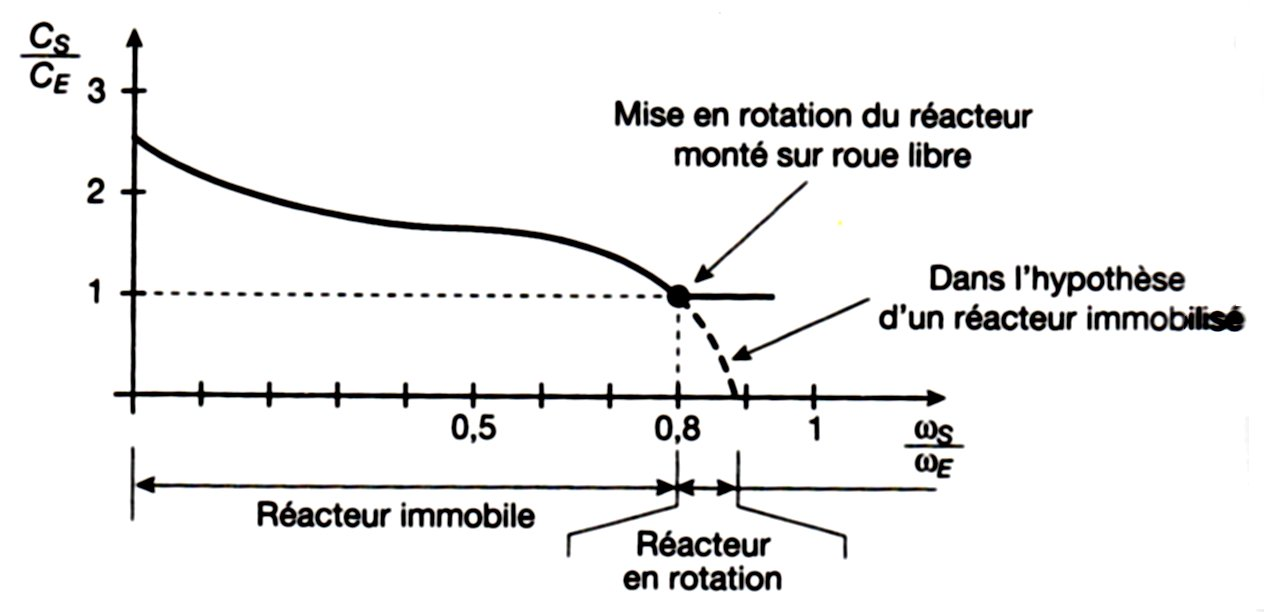 C_S
C_E
3
Mise en rotation du réacteur
monté sur roue libre
2
Dans l'hypothèse
d'un réacteur immobilisé
1
0,5
0,8
1
ω_S
ω_E
Réacteur immobile
Réacteur
en rotation